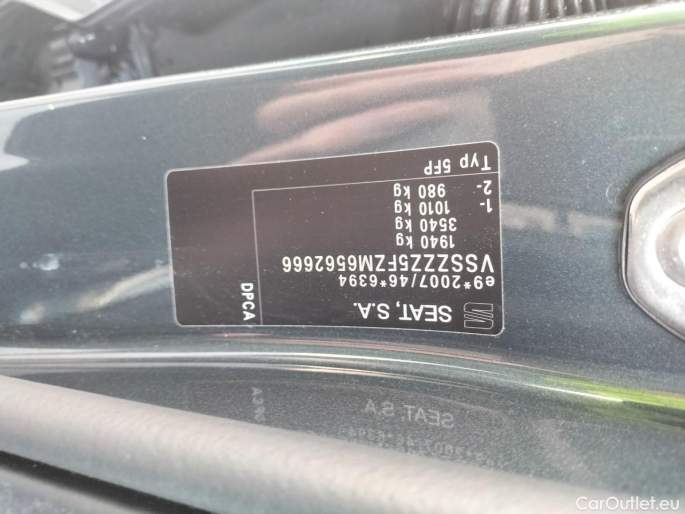 SEAT, S.A.
e9*2007/46*6394
VSSZZZ5FZM6562666
1940 kg
3540 kg
1- 1010 kg
2- 980 kg
Typ 5FP
DPCA
SEAT, S.A
CarOutlet.eu